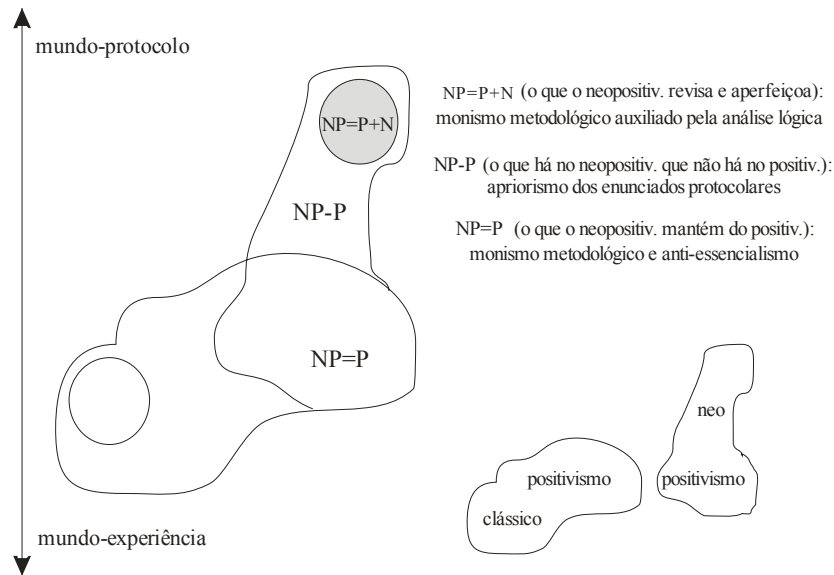 mundo-protocolo
NP=P+N
NP-P
NP=P
mundo-experiência
NP=P+N (o que o neopositiv. revisa e aperfeiçoa):
monismo metodológico auxiliado pela análise lógica
NP-P (o que há no neopositiv. que não há no positiv.):
apriorismo dos enunciados protocolares
NP=P (o que o neopositiv. mantém do positiv.):
monismo metodológico e anti-essencialismo
positivismo
clássico
neo
positivismo